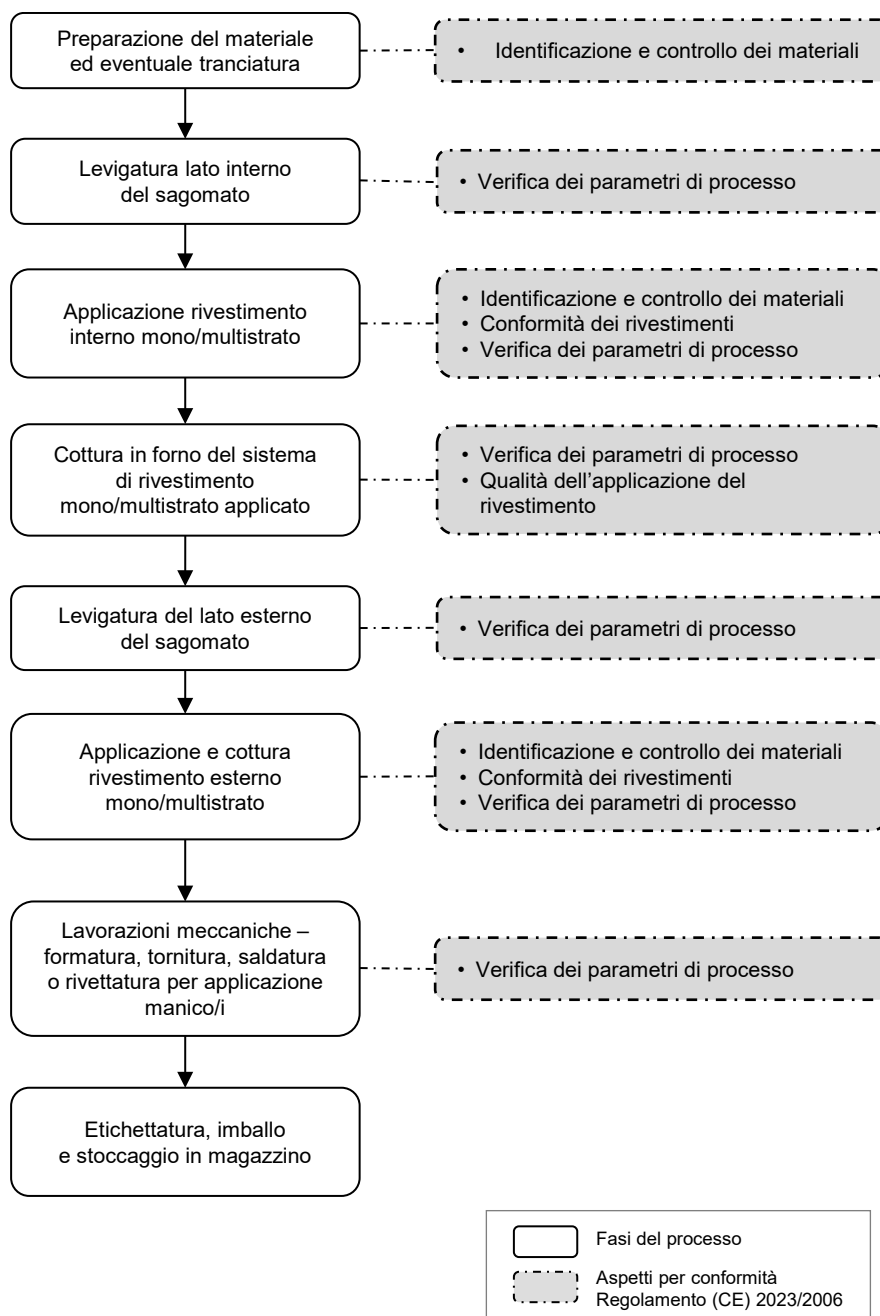 Preparazione del materiale
ed eventuale tranciatura
• Identificazione e controllo dei materiali
Levigatura lato interno
del sagomato
• Verifica dei parametri di processo
Applicazione rivestimento
interno mono/multistrato
• Identificazione e controllo dei materiali
• Conformità dei rivestimenti
• Verifica dei parametri di processo
Cottura in forno del sistema
di rivestimento
mono/multistrato applicato
• Verifica dei parametri di processo
• Qualità dell’applicazione del
rivestimento
Levigatura del lato esterno
del sagomato
• Verifica dei parametri di processo
Applicazione e cottura
rivestimento esterno
mono/multistrato
• Identificazione e controllo dei materiali
• Conformità dei rivestimenti
• Verifica dei parametri di processo
Lavorazioni meccaniche –
formatura, tornitura, saldatura
o rivettatura per applicazione
manico/i
• Verifica dei parametri di processo
Etichettatura, imballo
e stoccaggio in magazzino
Fasi del processo
Aspetti per conformità
Regolamento (CE) 2023/2006